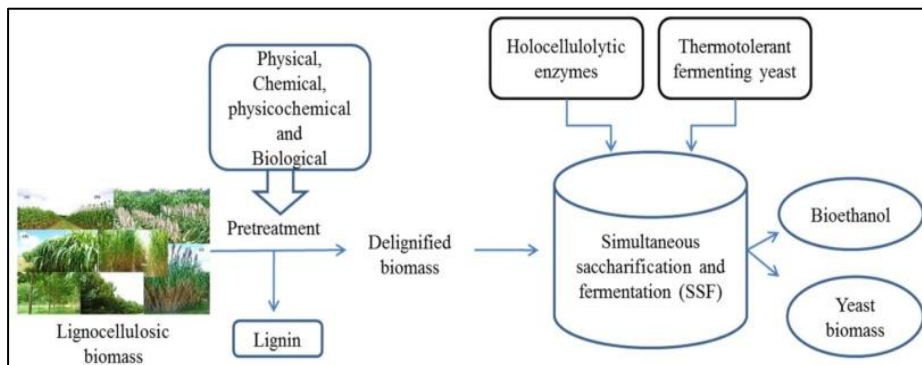 Physical,
Chemical,
physicochemical
and
Biological
Holocellulolytic
enzymes
Thermotolerant
fermenting yeast
Pretreatment
Delignified
biomass
Simultaneous
saccharification and
fermentation (SSF)
Bioethanol
Yeast
biomass
Lignin
Lignocellulosic
biomass